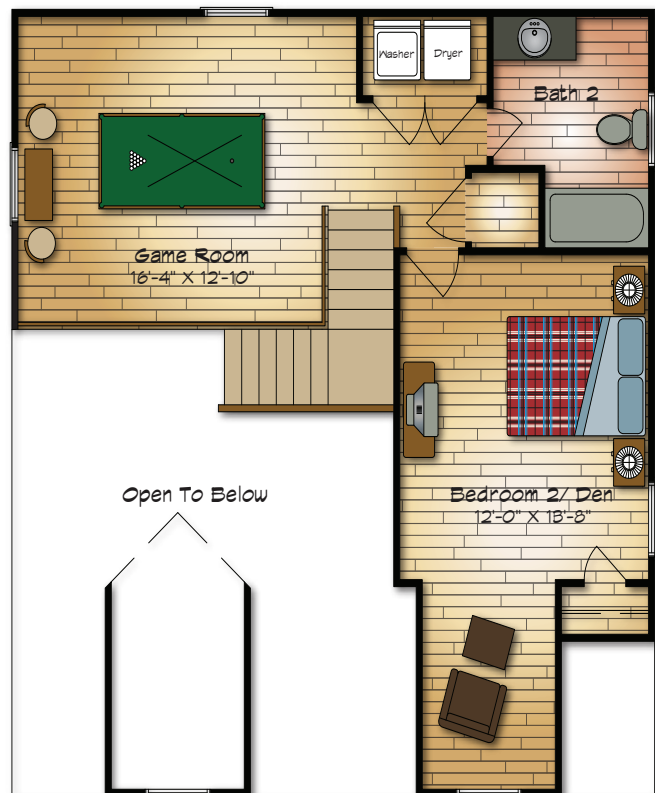 Washer
Dryer
Bath 2
Game Room
16'-4" X 12'-10"
Open To Below
Bedroom 2/ Den
12'-0" X 13'-8"